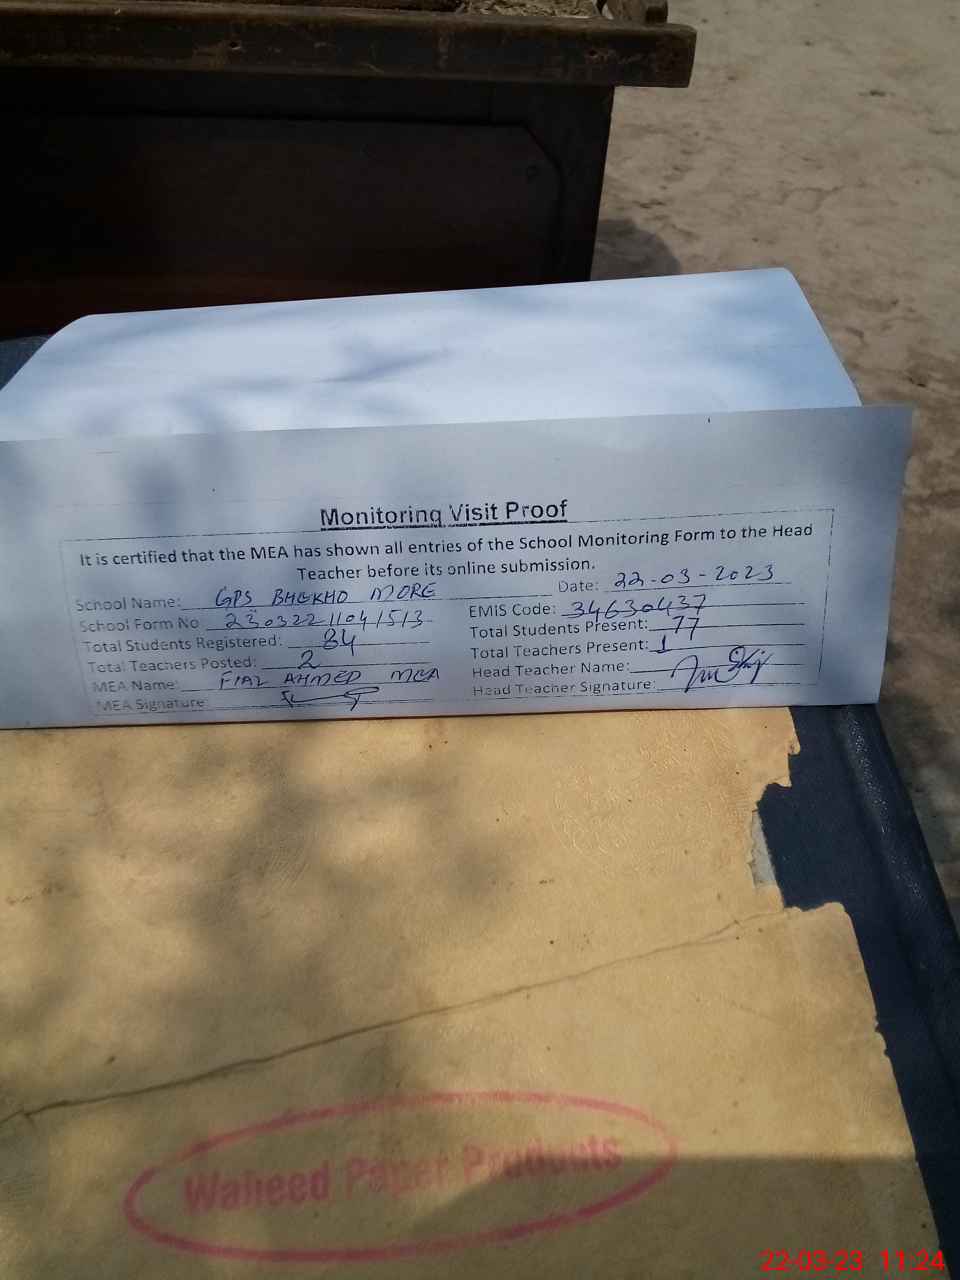 Monitoring Visit Proof
It is certified that the MEA has shown all entries of the School Monitoring Form to the Head
Teacher before its online submission.
School Name: GPS BHEKHO MORE Date: 22-03-2023
School Form No 23032211041513 EMIS Code: 34630437
Total Students Registered: 84 Total Students Present: 77
Total Teachers Posted: 2 Total Teachers Present: 1
MEA Name: FIAZ AHMED MEA Head Teacher Name:
MEA Signature: Head Teacher Signature:
Waheed Paper Products
22-03-23 11:24